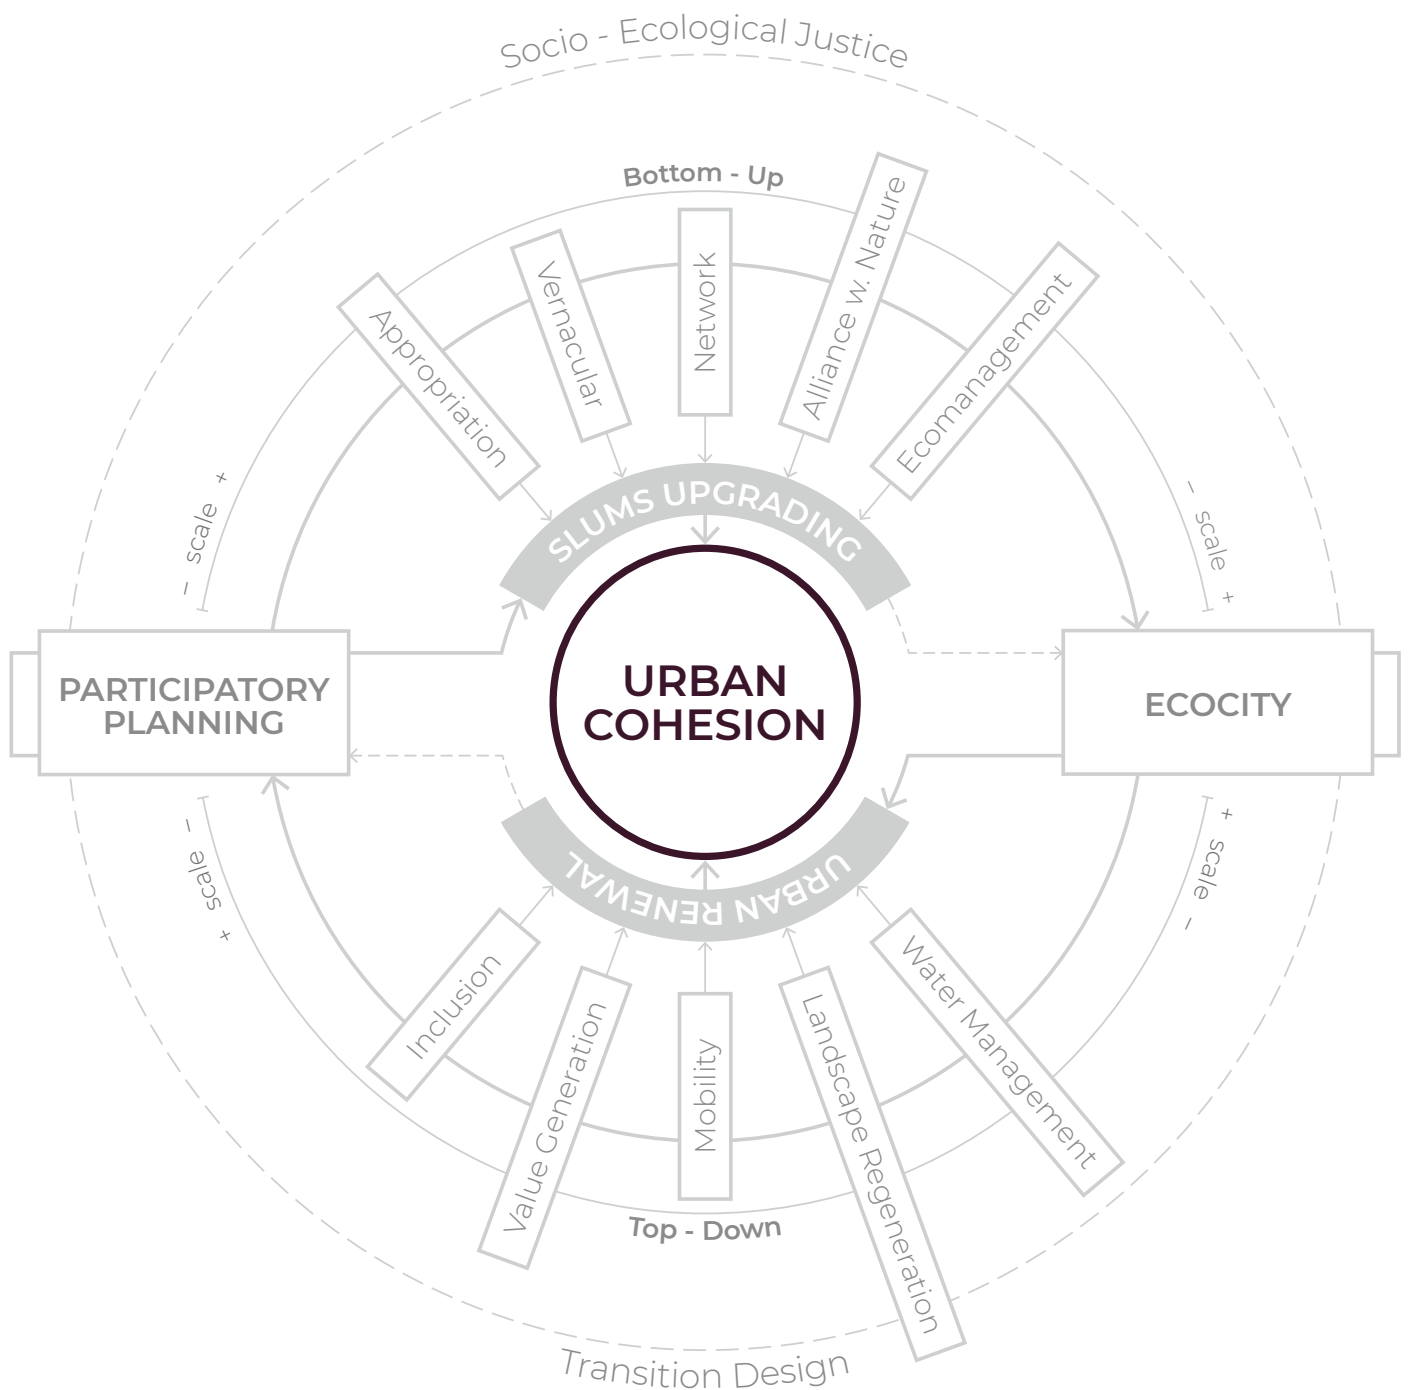 Socio - Ecological Justice
Bottom - Up
Appropriation
Vernacular
Network
Alliance w. Nature
Ecomanagement
– scale +
– scale +
SLUMS UPGRADING
PARTICIPATORY
PLANNING
URBAN
COHESION
ECOCITY
URBAN RENEWAL
– scale +
+ scale –
Inclusion
Value Generation
Mobility
Landscape Regeneration
Water Management
Top - Down
Transition Design